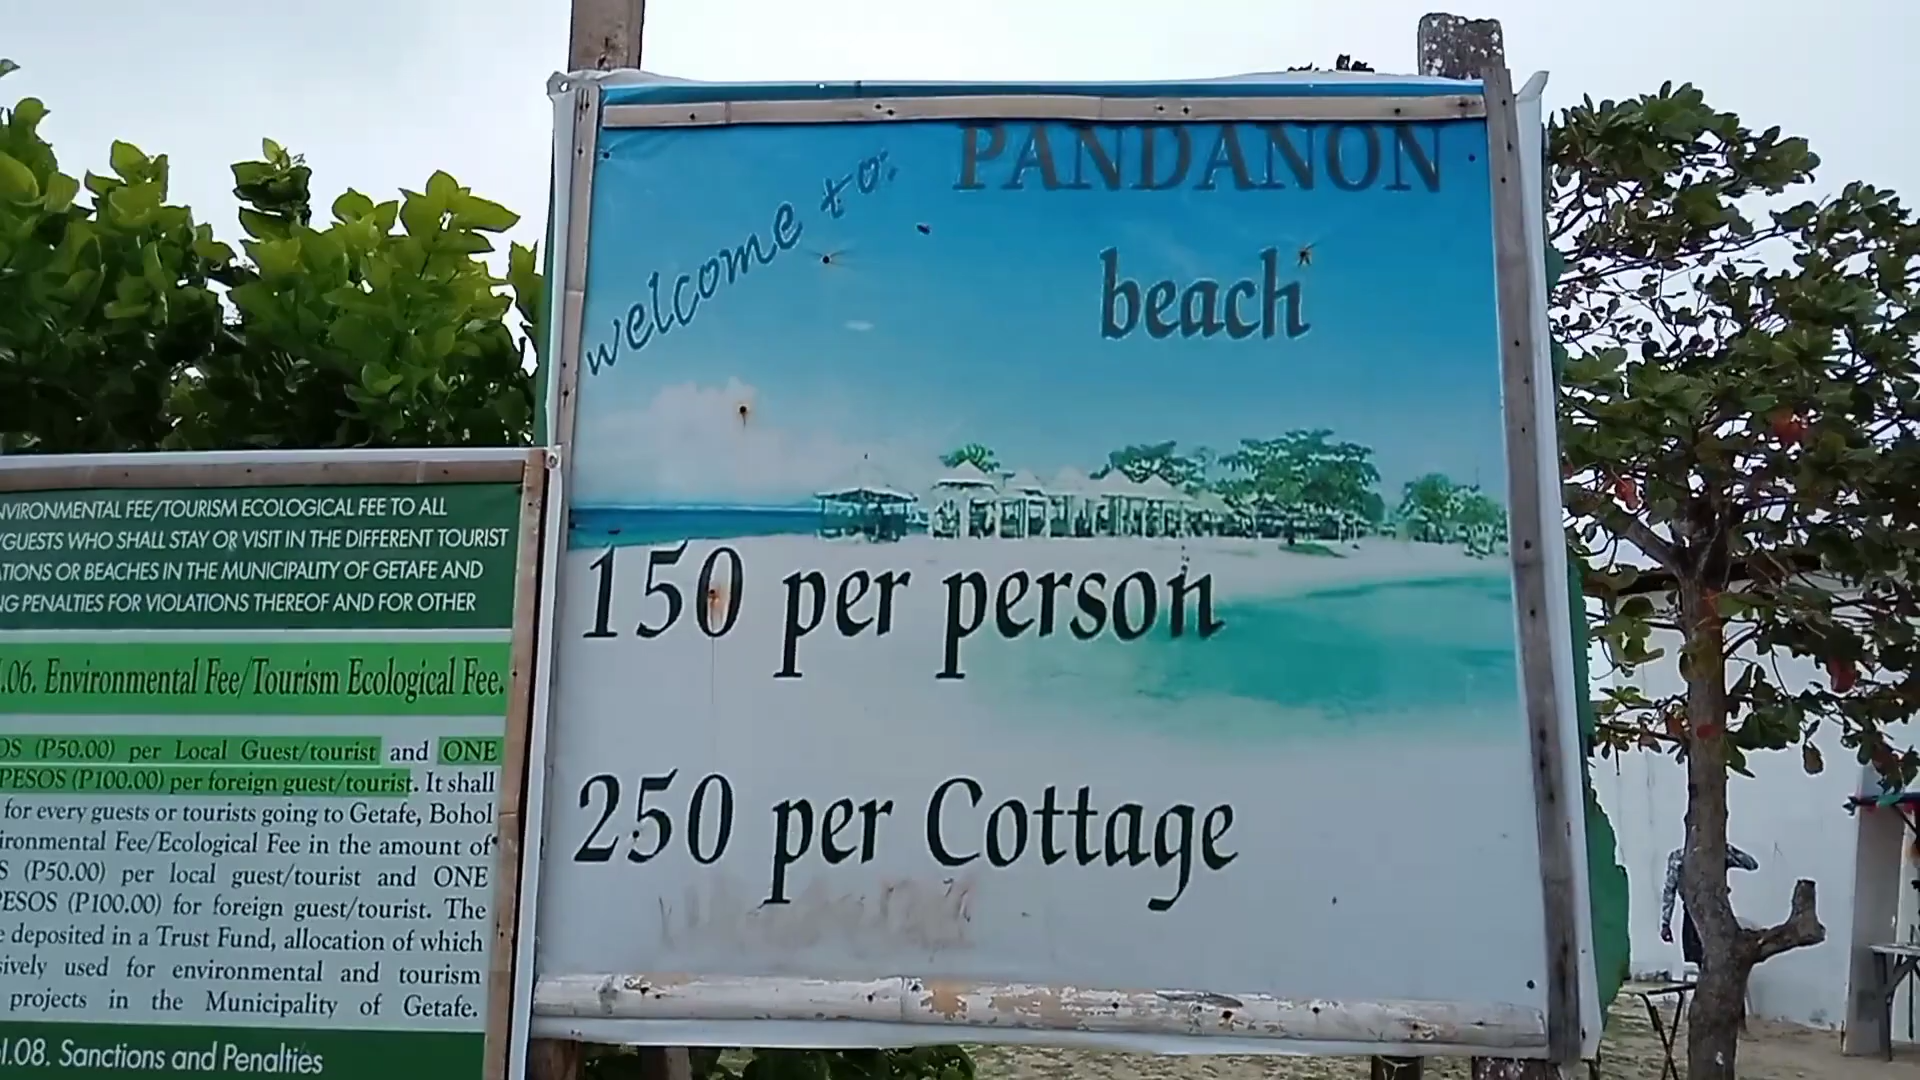 welcome to:
PANDANON
beach
150 per person
250 per Cottage
ENVIRONMENTAL FEE/TOURISM ECOLOGICAL FEE TO ALL
/GUESTS WHO SHALL STAY OR VISIT IN THE DIFFERENT TOURIST
ATIONS OR BEACHES IN THE MUNICIPALITY OF GETAFE AND
NG PENALTIES FOR VIOLATIONS THEREOF AND FOR OTHER
.06. Environmental Fee/Tourism Ecological Fee.
OS (P50.00) per Local Guest/tourist and ONE
PESOS (P100.00) per foreign guest/tourist. It shall
for every guests or tourists going to Getafe, Bohol
ironmental Fee/Ecological Fee in the amount of
S (P50.00) per local guest/tourist and ONE
PESOS (P100.00) for foreign guest/tourist. The
e deposited in a Trust Fund, allocation of which
sively used for environmental and tourism
projects in the Municipality of Getafe.
.08. Sanctions and Penalties